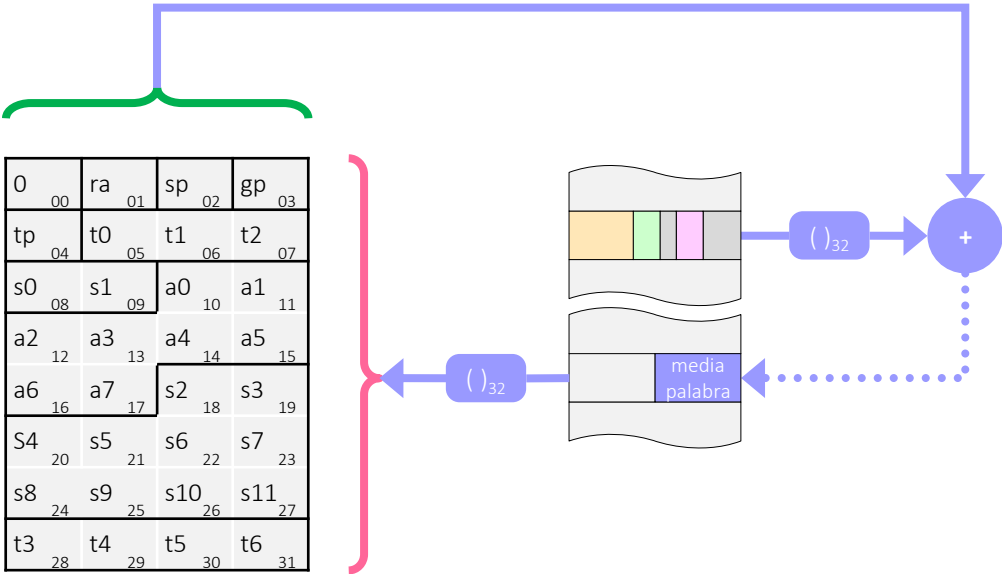 0 00 ra 01 sp 02 gp 03
tp 04 t0 05 t1 06 t2 07
s0 08 s1 09 a0 10 a1 11
a2 12 a3 13 a4 14 a5 15
a6 16 a7 17 s2 18 s3 19
S4 20 s5 21 s6 22 s7 23
s8 24 s9 25 s10 26 s11 27
t3 28 t4 29 t5 30 t6 31
( )32
+
media
palabra
( )32